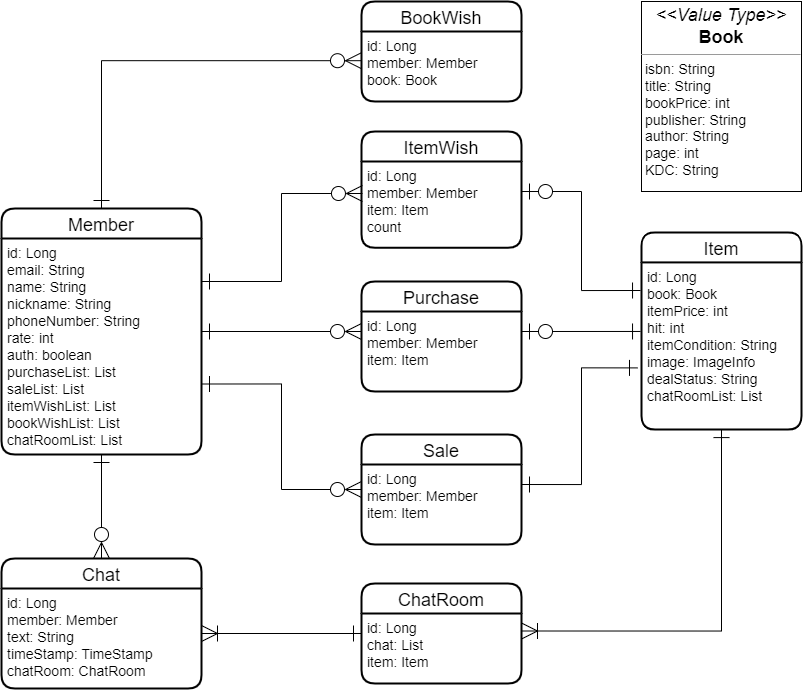 BookWish
id: Long
member: Member
book: Book
<<Value Type>>
Book
isbn: String
title: String
bookPrice: int
publisher: String
author: String
page: int
KDC: String
ItemWish
id: Long
member: Member
item: Item
count
Member
id: Long
email: String
name: String
nickname: String
phoneNumber: String
rate: int
auth: boolean
purchaseList: List
saleList: List
itemWishList: List
bookWishList: List
chatRoomList: List
Item
id: Long
book: Book
itemPrice: int
hit: int
itemCondition: String
image: ImageInfo
dealStatus: String
chatRoomList: List
Purchase
id: Long
member: Member
item: Item
Sale
id: Long
member: Member
item: Item
Chat
id: Long
member: Member
text: String
timeStamp: TimeStamp
chatRoom: ChatRoom
ChatRoom
id: Long
chat: List
item: Item